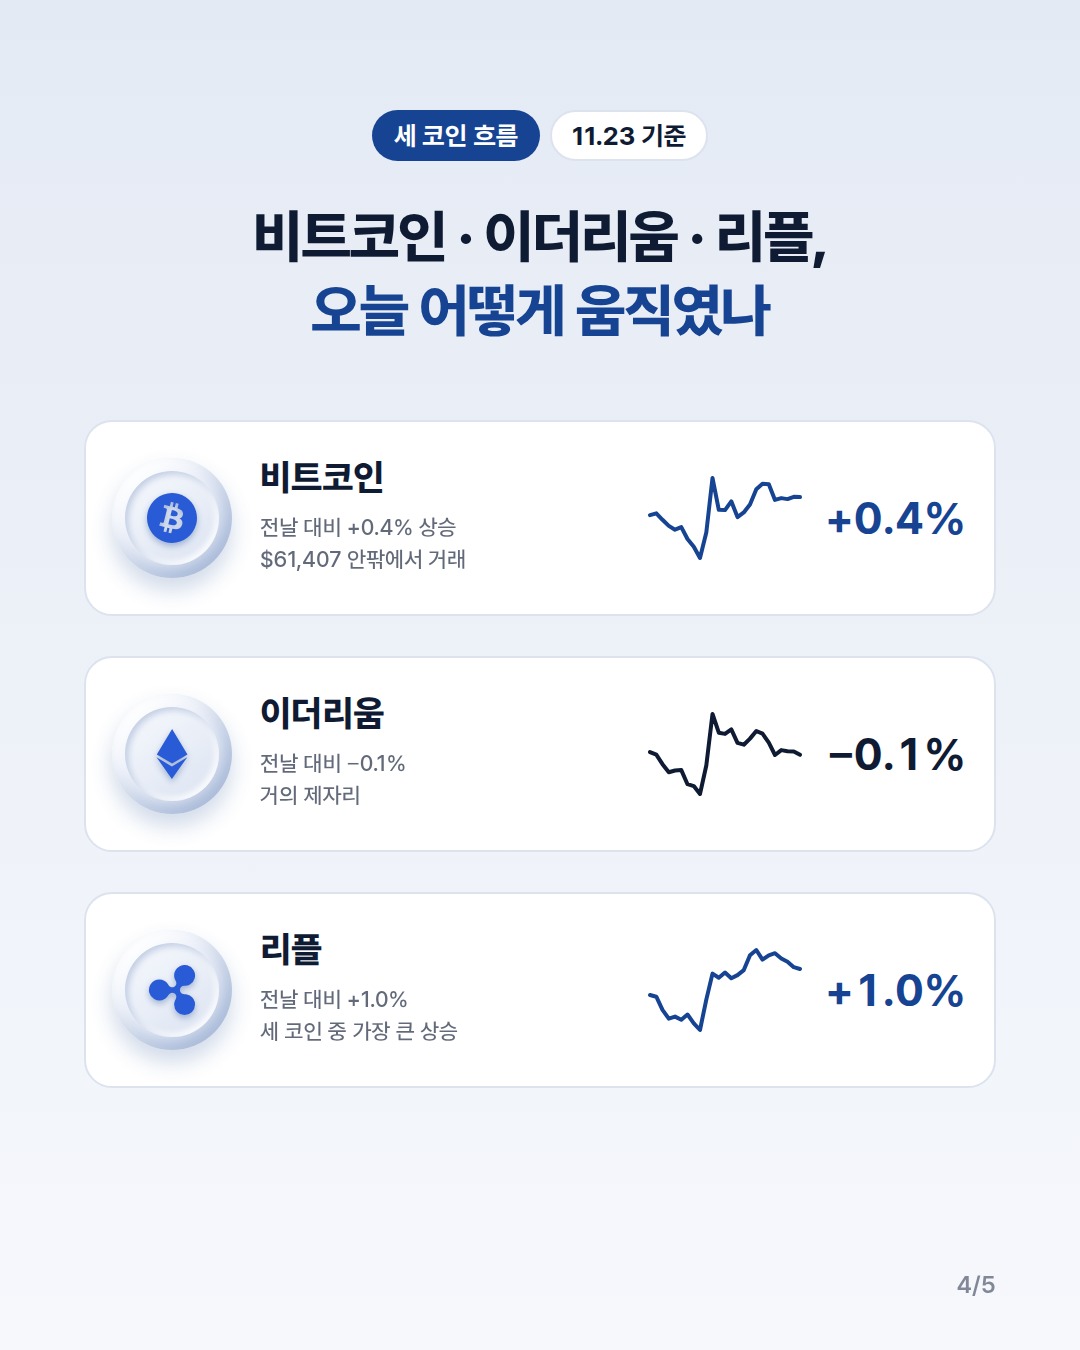 세 코인 흐름
11.23 기준
비트코인 · 이더리움 · 리플,
오늘 어떻게 움직였나
비트코인
전날 대비 +0.4% 상승
$61,407 안팎에서 거래
+0.4%
이더리움
전날 대비 −0.1%
거의 제자리
−0.1%
리플
전날 대비 +1.0%
세 코인 중 가장 큰 상승
+1.0%
4/5